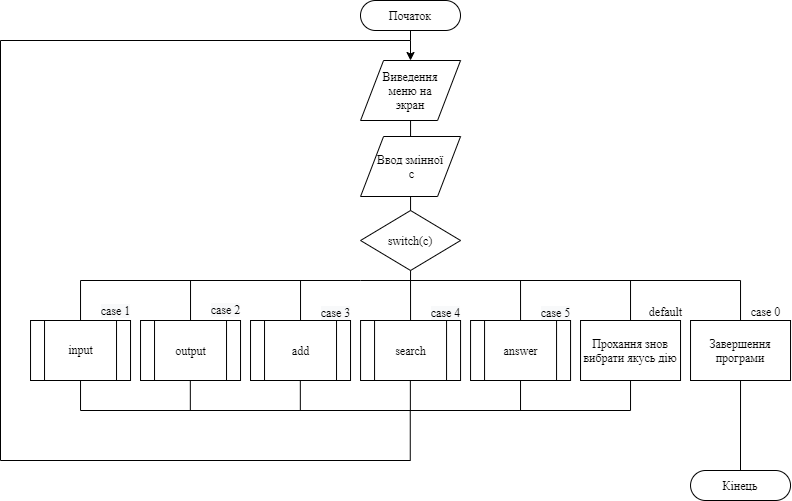 Початок
Виведення
меню на
экран
Ввод змінної
с
switch(c)
case 1
case 2
case 3
case 4
case 5
default
case 0
input
output
add
search
answer
Прохання знов
вибрати якусь дію
Завершення
програми
Кінець